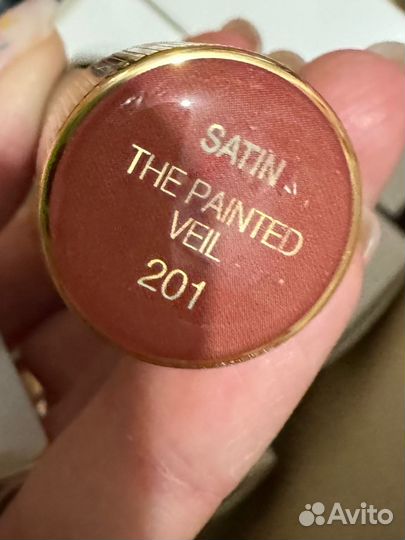 SATIN
THE PAINTED
VEIL
201
Avito